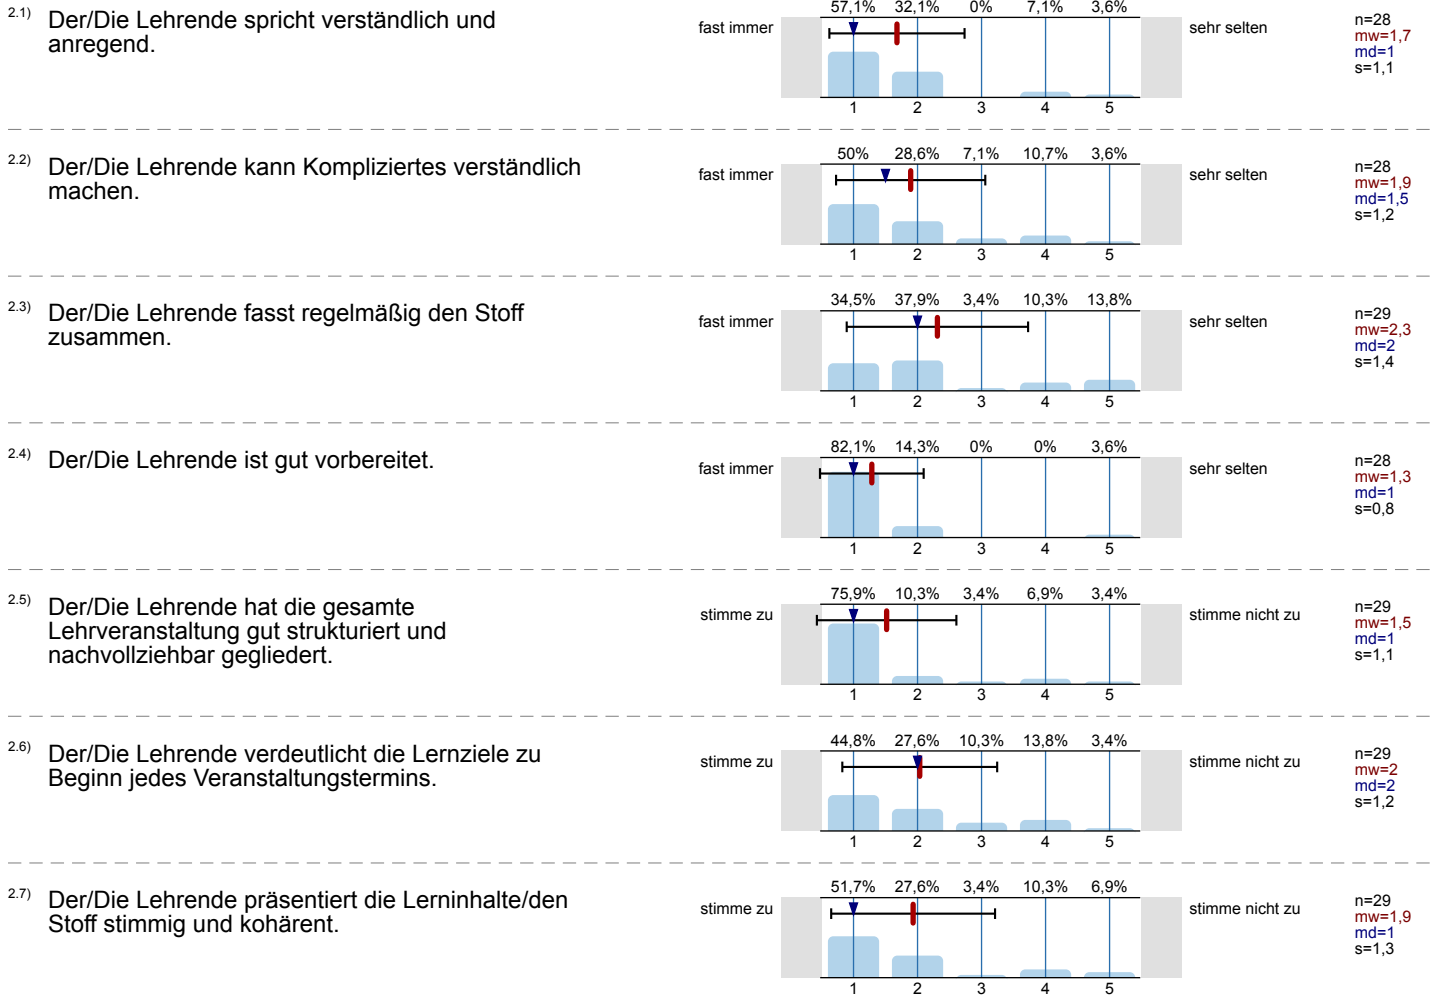 2.1) Der/Die Lehrende spricht verständlich und
anregend.
57,1% 32,1% 0% 7,1% 3,6%
fast immer
sehr selten
1 2 3 4 5
n=28
mw=1,7
md=1
s=1,1
2.2) Der/Die Lehrende kann Kompliziertes verständlich
machen.
50% 28,6% 7,1% 10,7% 3,6%
fast immer
sehr selten
1 2 3 4 5
n=28
mw=1,9
md=1,5
s=1,2
2.3) Der/Die Lehrende fasst regelmäßig den Stoff
zusammen.
34,5% 37,9% 3,4% 10,3% 13,8%
fast immer
sehr selten
1 2 3 4 5
n=29
mw=2,3
md=2
s=1,4
2.4) Der/Die Lehrende ist gut vorbereitet.
82,1% 14,3% 0% 0% 3,6%
fast immer
sehr selten
1 2 3 4 5
n=28
mw=1,3
md=1
s=0,8
2.5) Der/Die Lehrende hat die gesamte
Lehrveranstaltung gut strukturiert und
nachvollziehbar gegliedert.
75,9% 10,3% 3,4% 6,9% 3,4%
stimme zu
stimme nicht zu
1 2 3 4 5
n=29
mw=1,5
md=1
s=1,1
2.6) Der/Die Lehrende verdeutlicht die Lernziele zu
Beginn jedes Veranstaltungstermins.
44,8% 27,6% 10,3% 13,8% 3,4%
stimme zu
stimme nicht zu
1 2 3 4 5
n=29
mw=2
md=2
s=1,2
2.7) Der/Die Lehrende präsentiert die Lerninhalte/den
Stoff stimmig und kohärent.
51,7% 27,6% 3,4% 10,3% 6,9%
stimme zu
stimme nicht zu
1 2 3 4 5
n=29
mw=1,9
md=1
s=1,3